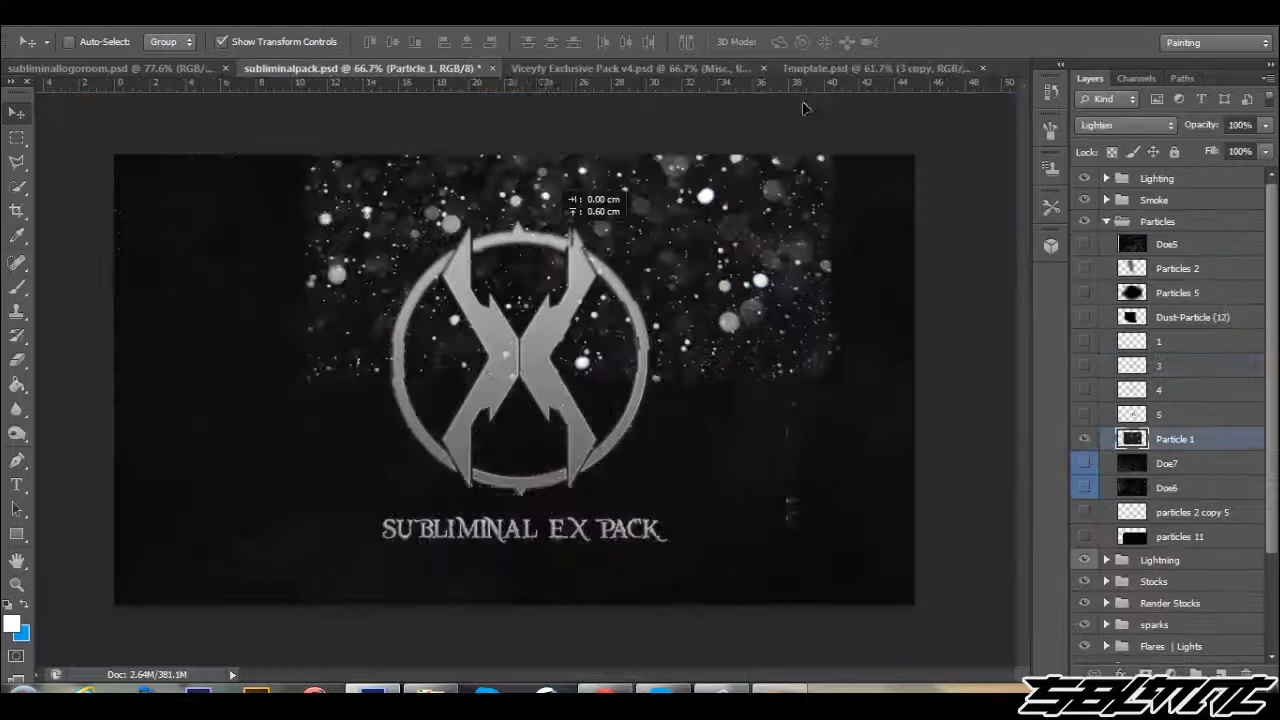 Auto-Select: Group Show Transform Controls 3D Mode: Painting
subliminallogoroom.psd @ 77.6% (RGB/... × subliminalpack.psd @ 66.7% (Particle 1, RGB/8) * × Viceyfy Exclusive Pack v4.psd @ 66.7% (Misc, R... × Template.psd @ 61.7% (3 copy, RGB/... ×
Layers Channels Paths
Kind
Lighten Opacity: 100%
Lock: Fill: 100%
Lighting
Smoke
Particles
Doe5
Particles 2
Particles 5
Dust-Particle (12)
1
3
4
5
Particle 1
Doe7
Doe6
particles 2 copy 5
particles 11
Lightning
Stocks
Render Stocks
sparks
Flares | Lights
0.00 cm
0.60 cm
SUBLIMINAL EX PACK
Doc: 2.64M/381.1M